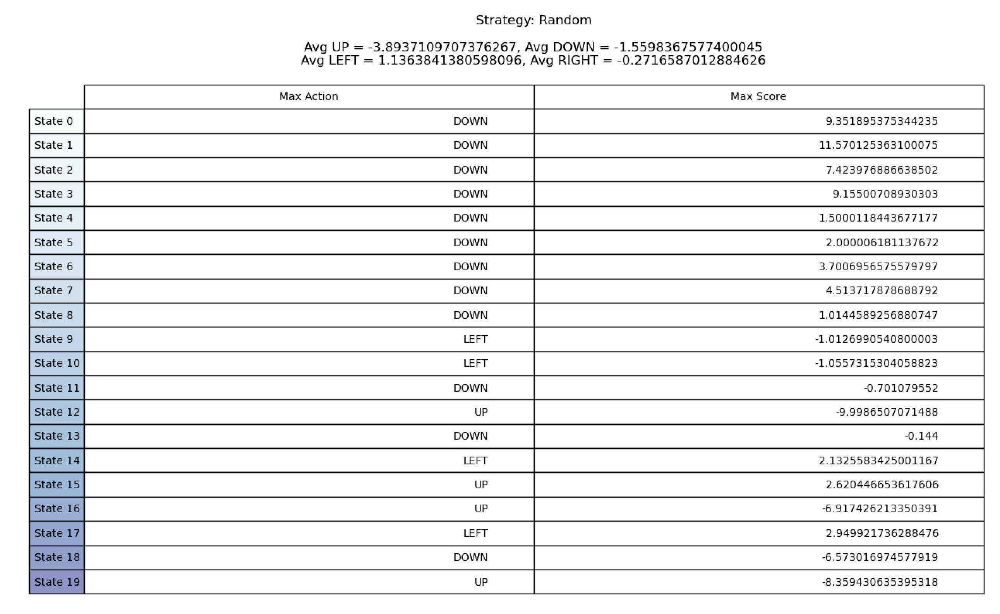 Strategy: Random
Avg UP = -3.8937109707376267, Avg DOWN = -1.5598367577400045
Avg LEFT = 1.1363841380598096, Avg RIGHT = -0.2716587012884626
Max Action Max Score
State 0 DOWN 9.351895375344235
State 1 DOWN 11.570125363100075
State 2 DOWN 7.423976886638502
State 3 DOWN 9.15500708930303
State 4 DOWN 1.5000118443677177
State 5 DOWN 2.000006181137672
State 6 DOWN 3.7006956575579797
State 7 DOWN 4.513717878688792
State 8 DOWN 1.0144589256880747
State 9 LEFT -1.0126990540800003
State 10 LEFT -1.0557315304058823
State 11 DOWN -0.701079552
State 12 UP -9.9986507071488
State 13 DOWN -0.144
State 14 LEFT 2.1325583425001167
State 15 UP 2.620446653617606
State 16 UP -6.917426213350391
State 17 LEFT 2.949921736288476
State 18 DOWN -6.573016974577919
State 19 UP -8.359430635395318